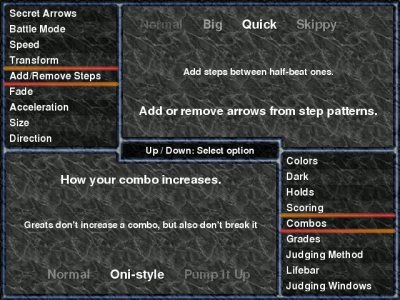 Secret Arrows
Battle Mode
Speed
Transform
Add/Remove Steps
Fade
Acceleration
Size
Direction
Normal Big Quick Skippy
Add steps between half-beat ones.
Add or remove arrows from step patterns.
Up / Down: Select option
How your combo increases.
Greats don't increase a combo, but also don't break it
Normal Oni-style Pump It Up
Colors
Dark
Holds
Scoring
Combos
Grades
Judging Method
Lifebar
Judging Windows